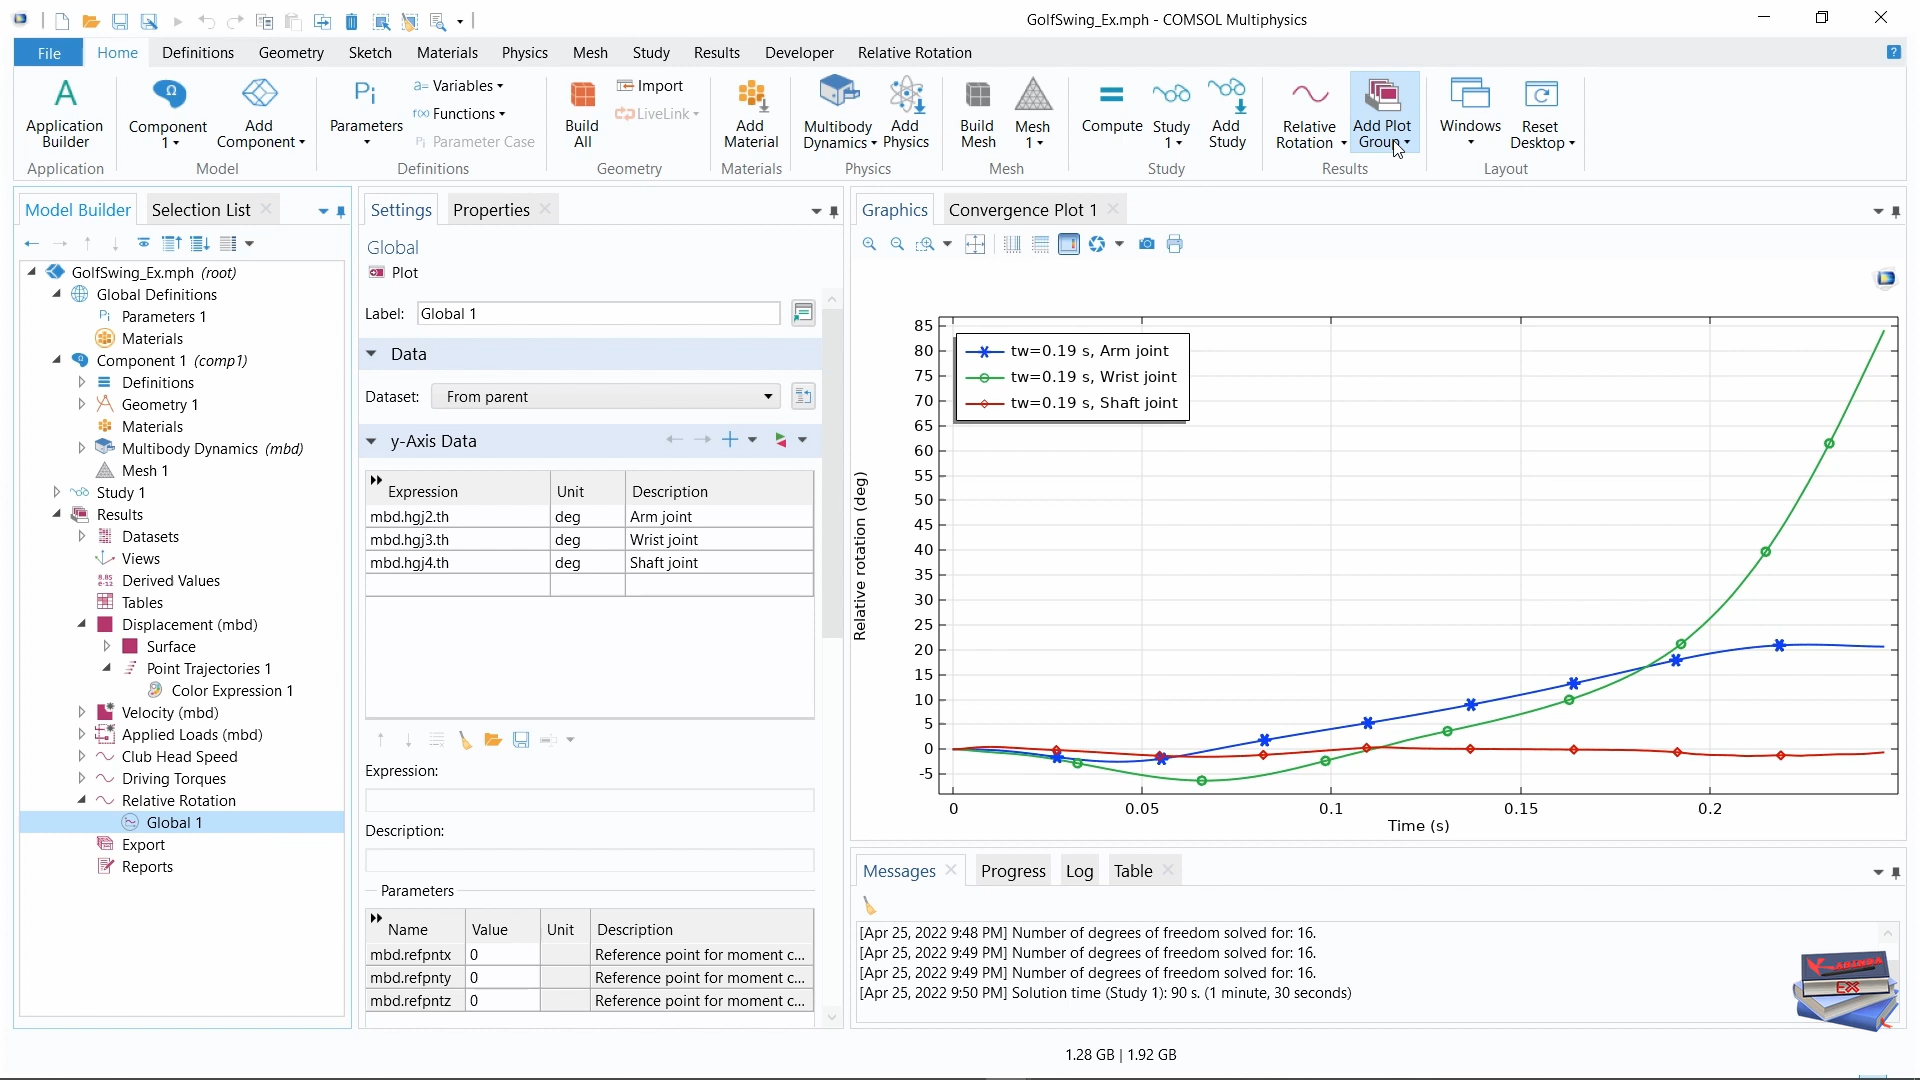 GolfSwing_Ex.mph - COMSOL Multiphysics
File Home Definitions Geometry Sketch Materials Physics Mesh Study Results Developer Relative Rotation
Application Builder
Component 1
Add Component
Pi Parameters
a= Variables
f(x) Functions
Pi Parameter Case
Build All
Import
LiveLink
Add Material
Multibody Dynamics
Add Physics
Build Mesh
Mesh 1
Compute
Study 1
Add Study
Relative Rotation
Add Plot Group
Windows
Reset Desktop
Application Model Definitions Geometry Materials Physics Mesh Study Results Layout
Model Builder Selection List
GolfSwing_Ex.mph (root)
Global Definitions
Pi Parameters 1
Materials
Component 1 (comp1)
Definitions
Geometry 1
Materials
Multibody Dynamics (mbd)
Mesh 1
Study 1
Results
Datasets
Views
8.85 e-12 Derived Values
Tables
Displacement (mbd)
Surface
Point Trajectories 1
Color Expression 1
Velocity (mbd)
Applied Loads (mbd)
Club Head Speed
Driving Torques
Relative Rotation
Global 1
Export
Reports
Settings Properties
Global
Plot
Label: Global 1
Data
Dataset: From parent
y-Axis Data
Expression Unit Description
mbd.hgj2.th deg Arm joint
mbd.hgj3.th deg Wrist joint
mbd.hgj4.th deg Shaft joint
Expression:
Description:
Parameters
Name Value Unit Description
mbd.refpntx 0 Reference point for moment c...
mbd.refpnty 0 Reference point for moment c...
mbd.refpntz 0 Reference point for moment c...
Graphics Convergence Plot 1
tw=0.19 s, Arm joint
tw=0.19 s, Wrist joint
tw=0.19 s, Shaft joint
85
80
75
70
65
60
55
50
45
40
35
30
25
20
15
10
5
0
-5
Relative rotation (deg)
0 0.05 0.1 0.15 0.2
Time (s)
Messages Progress Log Table
[Apr 25, 2022 9:48 PM] Number of degrees of freedom solved for: 16.
[Apr 25, 2022 9:49 PM] Number of degrees of freedom solved for: 16.
[Apr 25, 2022 9:49 PM] Number of degrees of freedom solved for: 16.
[Apr 25, 2022 9:50 PM] Solution time (Study 1): 90 s. (1 minute, 30 seconds)
EX
1.28 GB | 1.92 GB